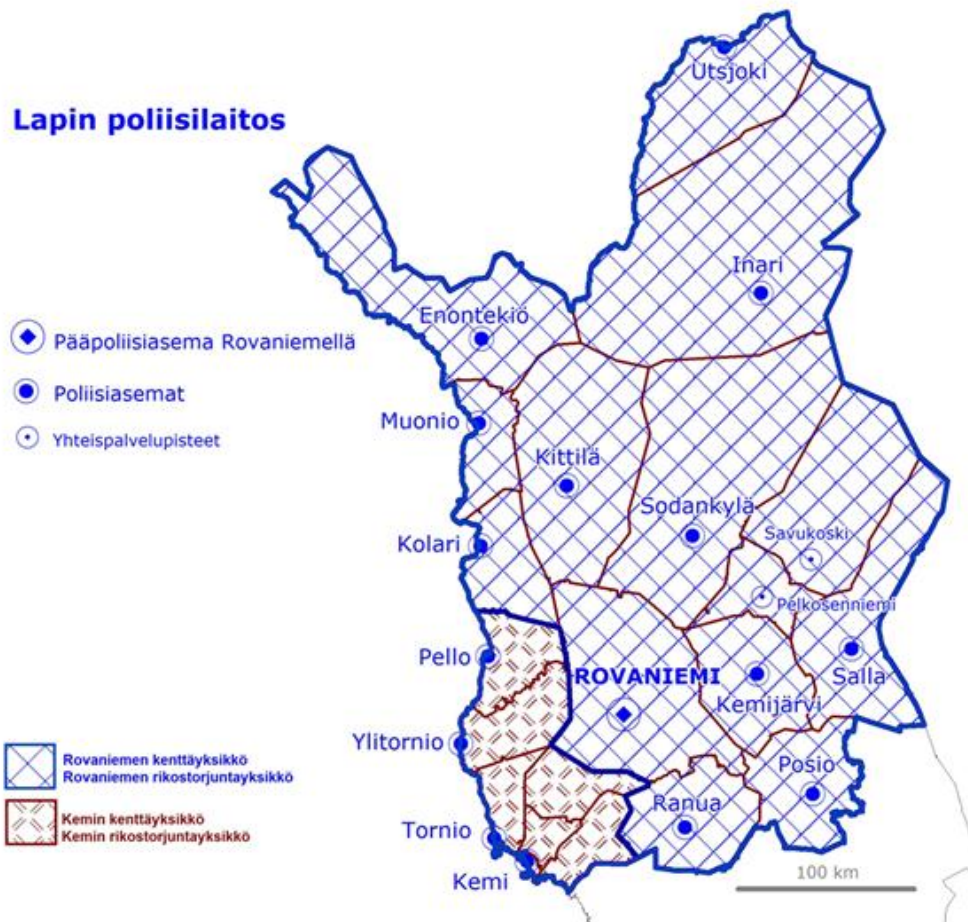 Lapin poliisilaitos
Utsjoki
Inari
Enontekiö
Pääpoliisiasema Rovaniemellä
Poliisiasemat
Yhteispalvelupisteet
Muonio
Kittilä
Sodankylä
Savukoski
Kolari
Pelkosenniemi
Pello
ROVANIEMI
Kemijärvi
Salla
Ylitornio
Rovaniemen kenttäyksikkö
Rovaniemen rikostorjuntayksikkö
Posio
Ranua
Kemin kenttäyksikkö
Kemin rikostorjuntayksikkö
Tornio
Kemi
100 km